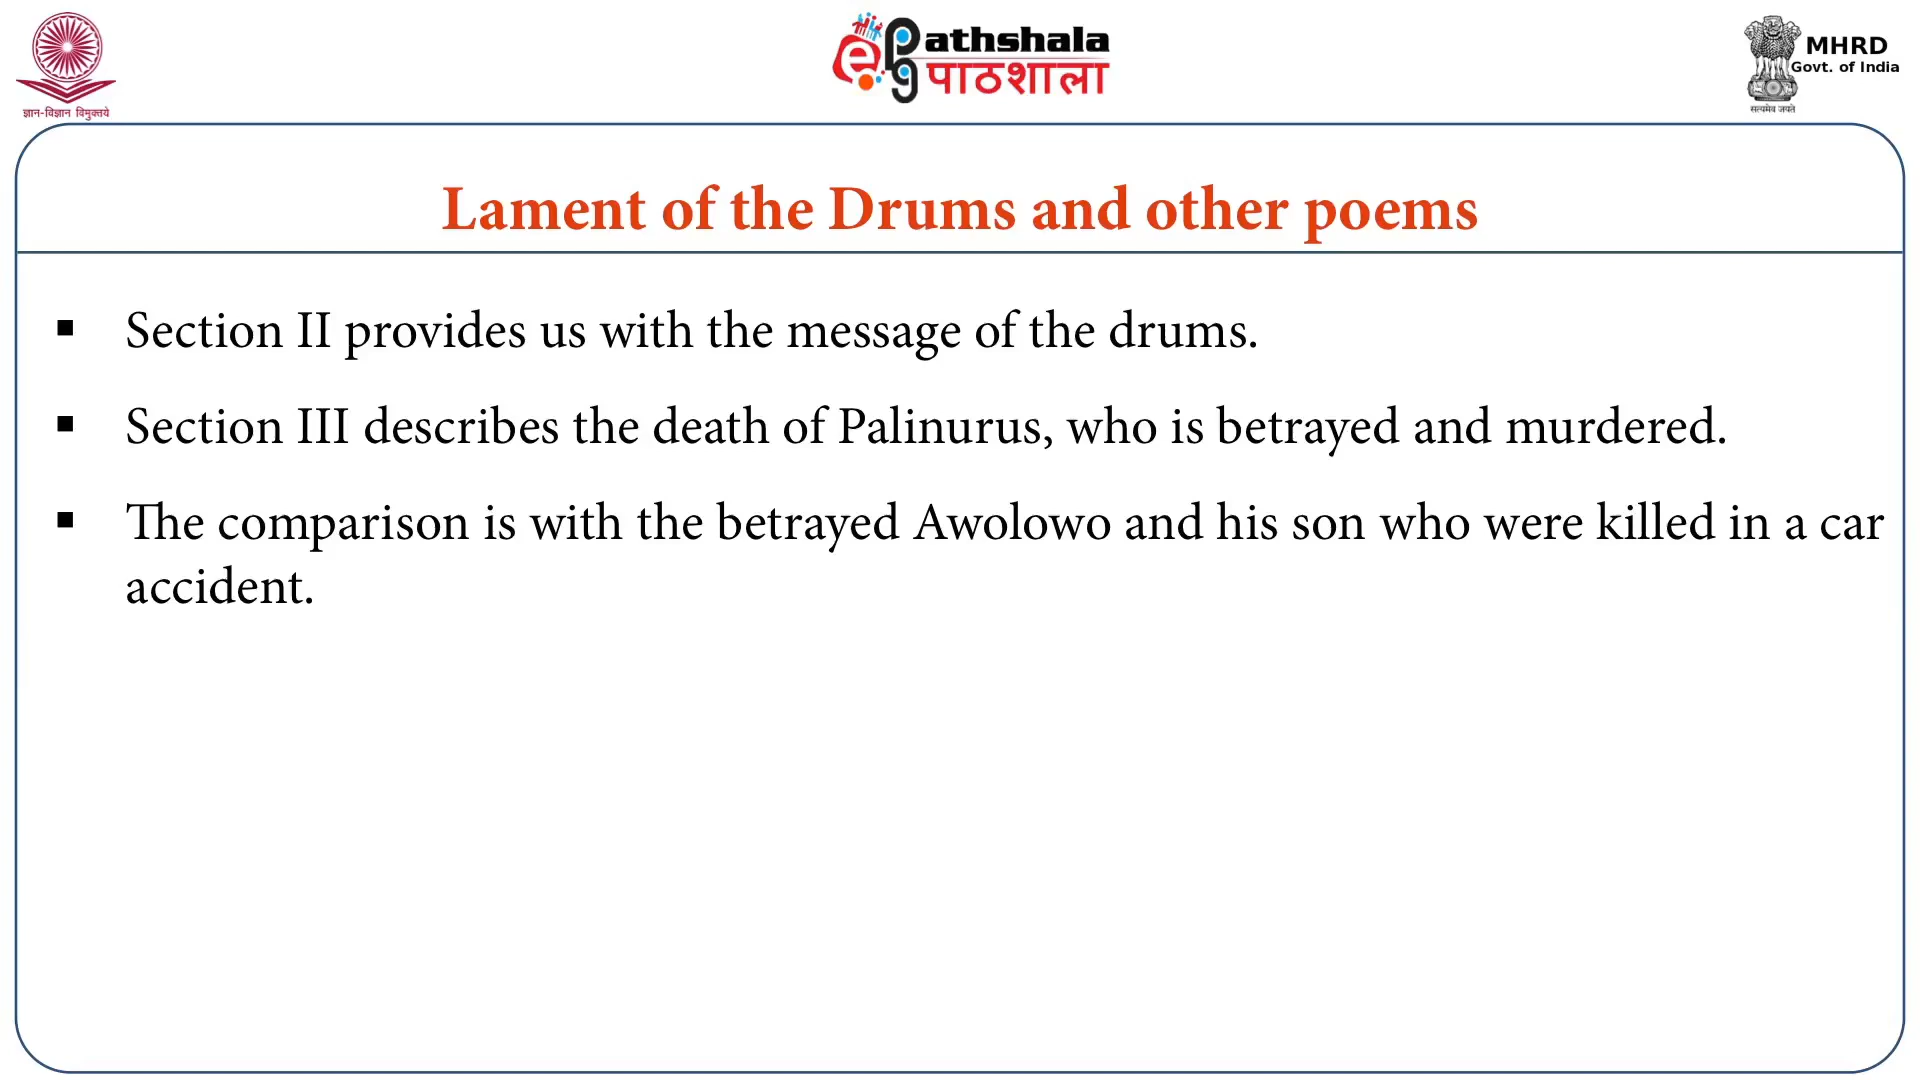 ज्ञान-विज्ञान विमुक्तये
ePG Pathshala
पाठशाला
MHRD
Govt. of India
सत्यमेव जयते
Lament of the Drums and other poems
▪ Section II provides us with the message of the drums.
▪ Section III describes the death of Palinurus, who is betrayed and murdered.
▪ The comparison is with the betrayed Awolowo and his son who were killed in a car
accident.